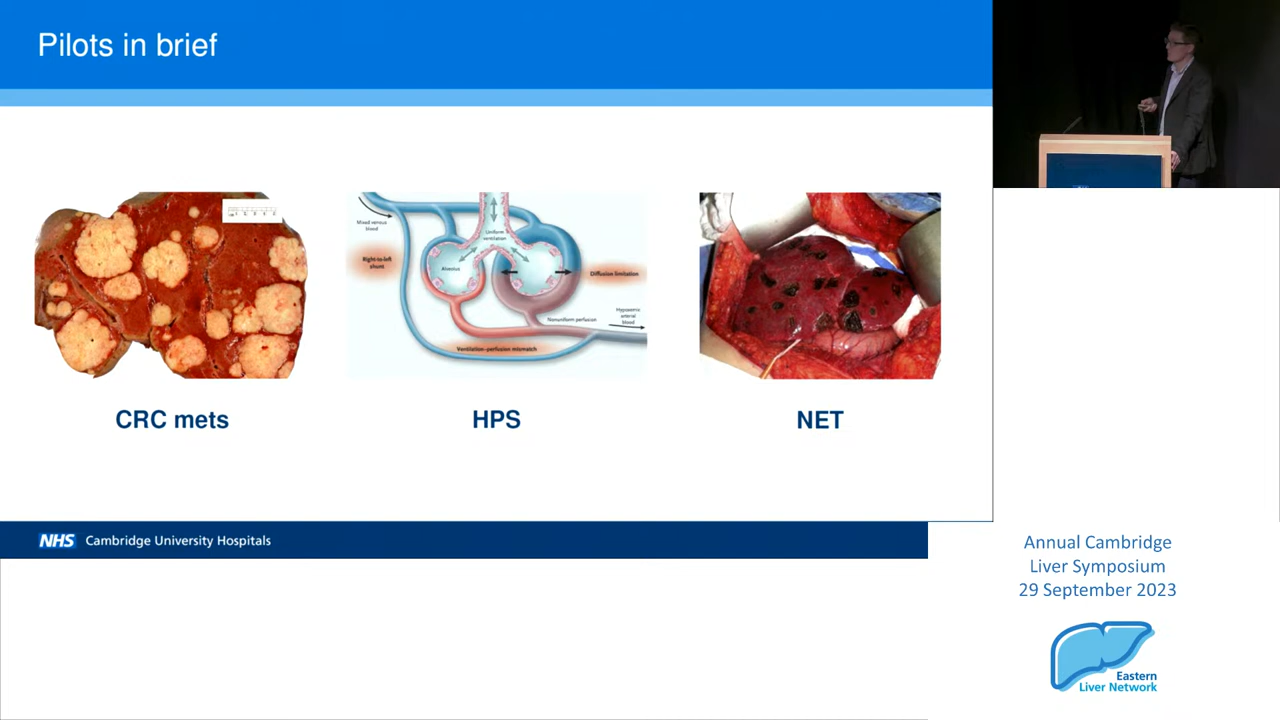 Pilots in brief
Mixed venous
blood
Uniform
ventilation
Right-to-left
shunt
Alveolus
Diffusion limitation
Hypoxemic
arterial
blood
Nonuniform perfusion
Ventilation–perfusion mismatch
CRC mets
HPS
NET
NHS Cambridge University Hospitals
Annual Cambridge
Liver Symposium
29 September 2023
Eastern
Liver Network